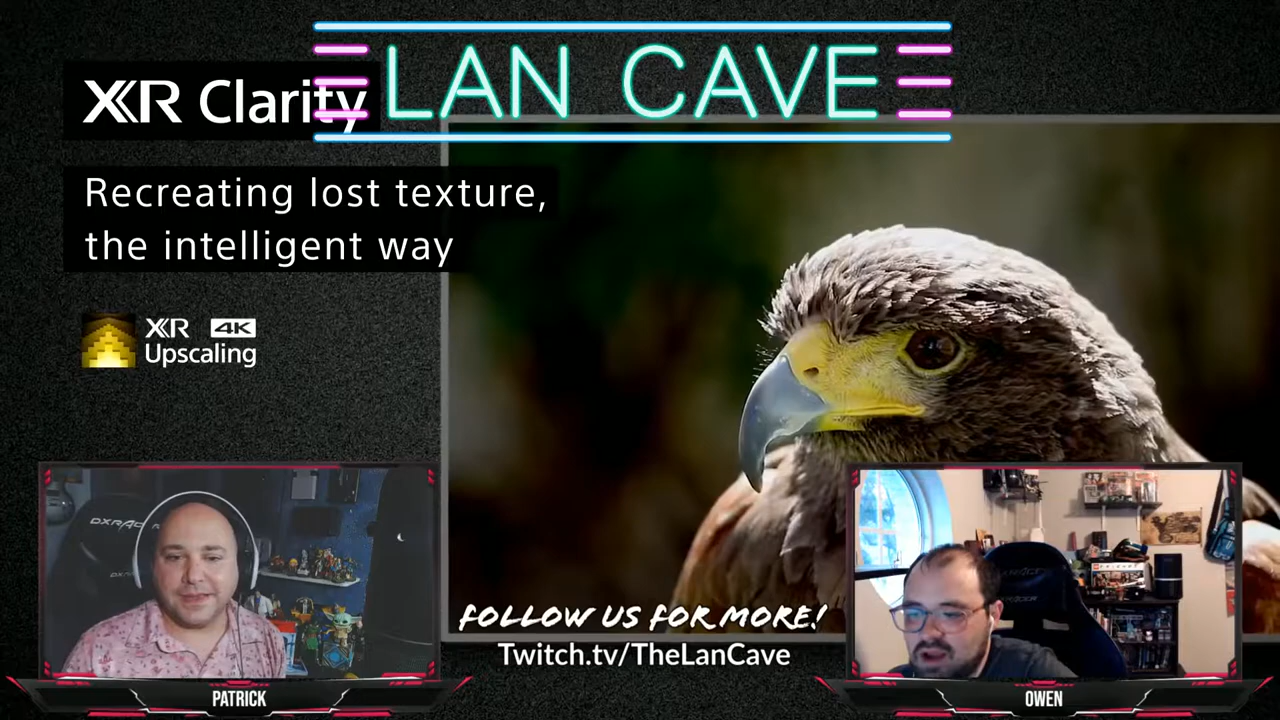 LAN CAVE
XR Clarity
Recreating lost texture,
the intelligent way
XR 4K
Upscaling
DXRACER
FOLLOW US FOR MORE!
Twitch.tv/TheLanCave
PATRICK
OWEN